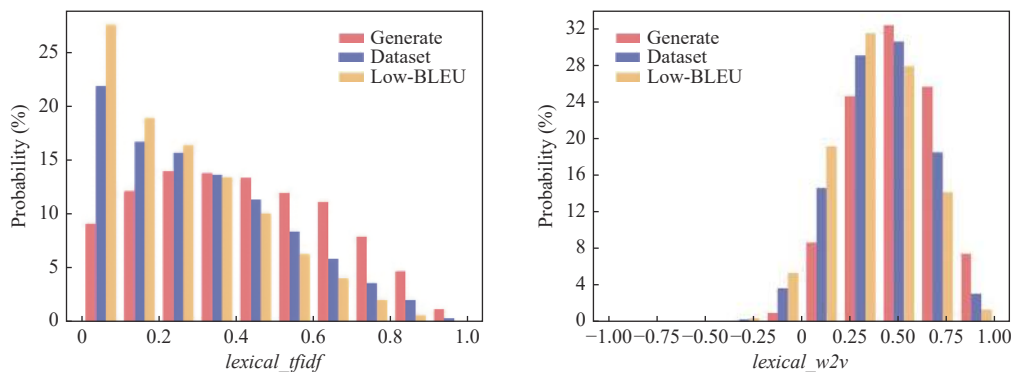 Probability (%)
25
20
15
10
5
0
Generate
Dataset
Low-BLEU
0 0.2 0.4 0.6 0.8 1.0
lexical_tfidf
Probability (%)
32
28
24
20
16
12
8
4
0
Generate
Dataset
Low-BLEU
−1.00 −0.75 −0.50 −0.25 0 0.25 0.50 0.75 1.00
lexical_w2v